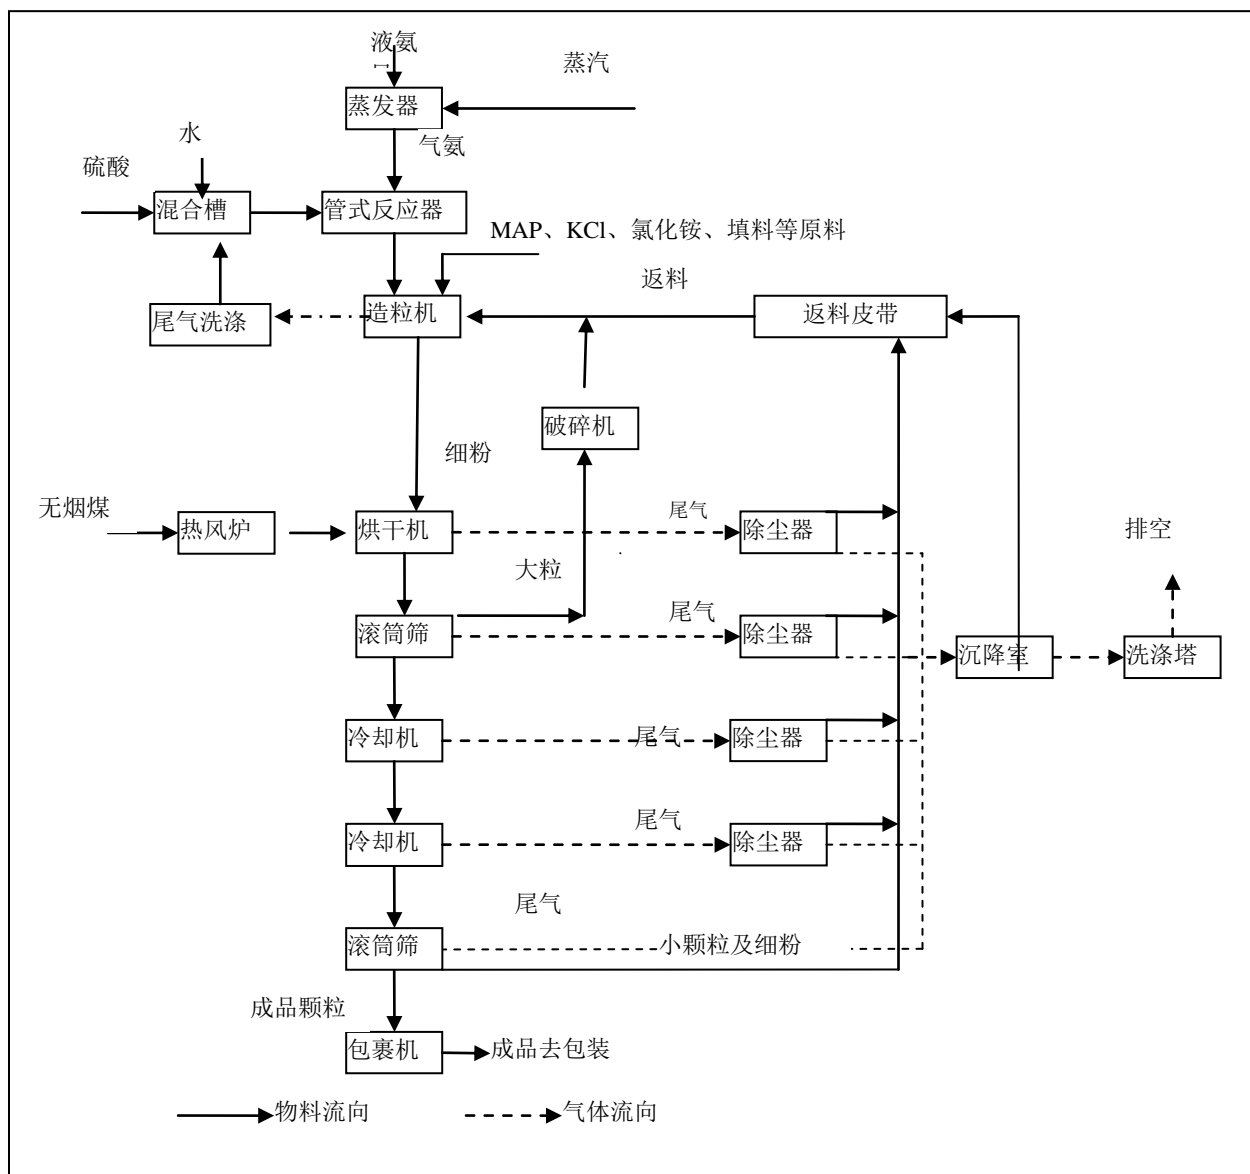 液氨
蒸汽
蒸发器
水
气氨
硫酸
混合槽
管式反应器
MAP、KCl、氯化铵、填料等原料
返料
尾气洗涤
造粒机
返料皮带
破碎机
细粉
无烟煤
热风炉
烘干机
尾气
除尘器
排空
大粒
滚筒筛
尾气
除尘器
沉降室
洗涤塔
冷却机
尾气
除尘器
冷却机
尾气
除尘器
尾气
滚筒筛
小颗粒及细粉
成品颗粒
包裹机
成品去包装
物料流向
气体流向